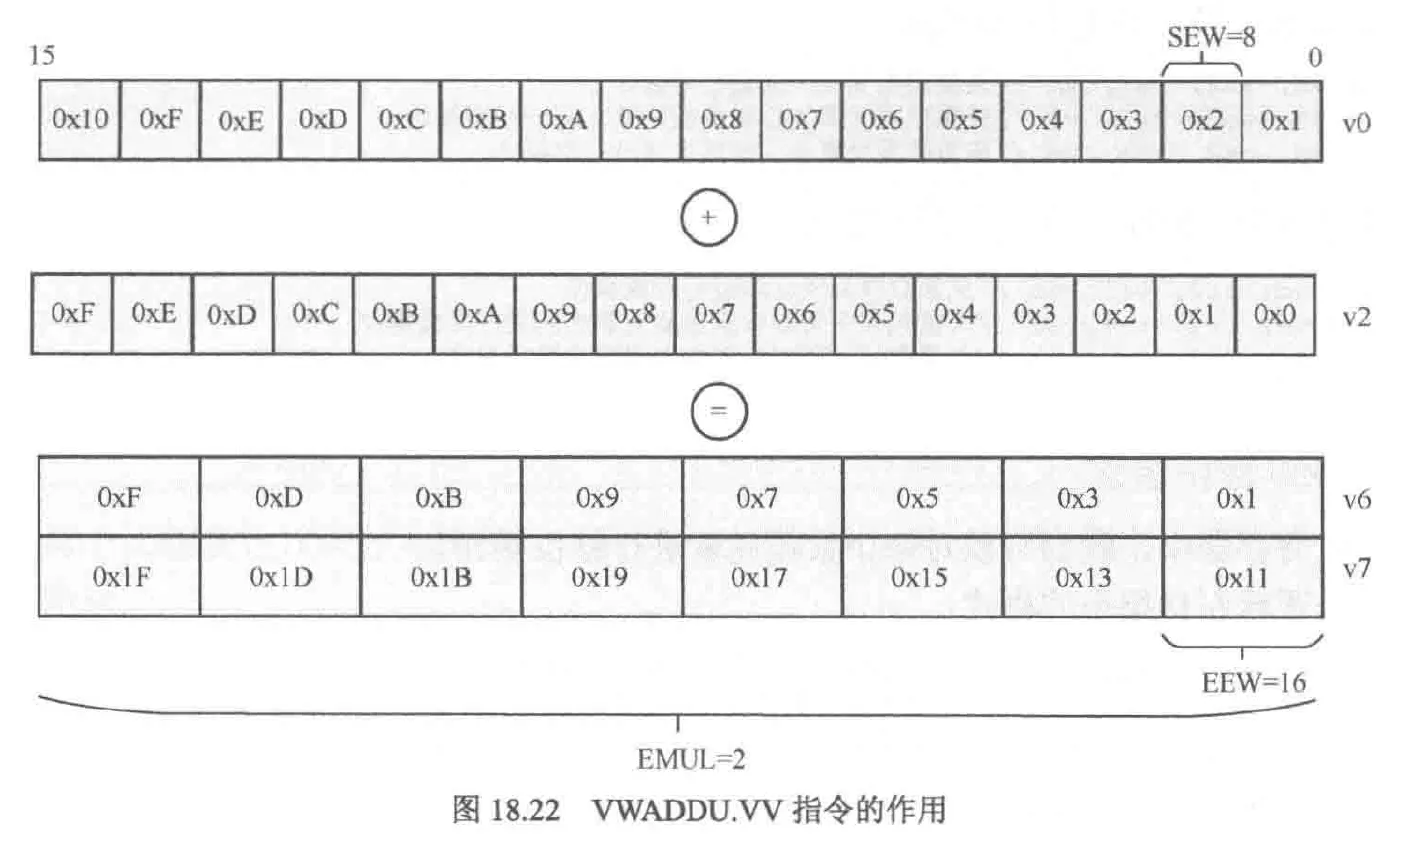 SEW=8
15 0
0x10 0xF 0xE 0xD 0xC 0xB 0xA 0x9 0x8 0x7 0x6 0x5 0x4 0x3 0x2 0x1 v0
+
0xF 0xE 0xD 0xC 0xB 0xA 0x9 0x8 0x7 0x6 0x5 0x4 0x3 0x2 0x1 0x0 v2
=
0xF 0xD 0xB 0x9 0x7 0x5 0x3 0x1 v6
0x1F 0x1D 0x1B 0x19 0x17 0x15 0x13 0x11 v7
EEW=16
EMUL=2
图 18.22 VWADDU.VV 指令的作用